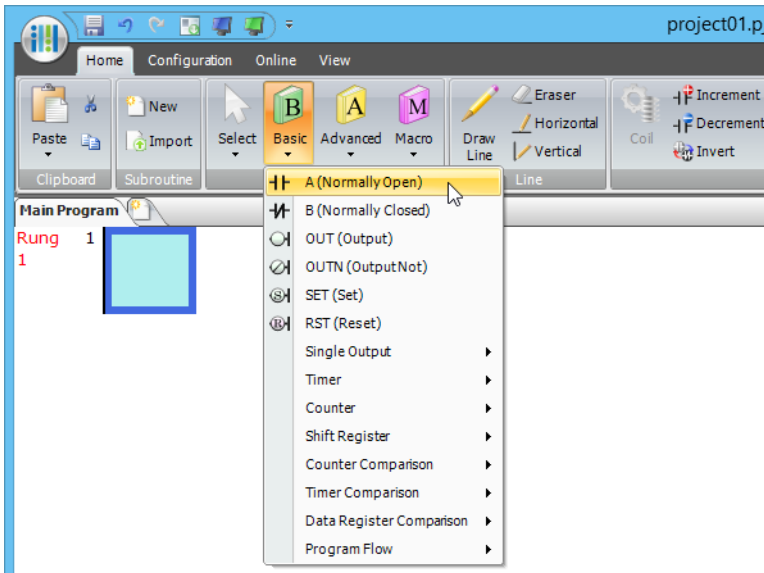 project01.pj
Home Configuration Online View
Paste
New
Import
Select
Basic
B
Advanced
A
Macro
M
Draw
Line
Eraser
Horizontal
Vertical
Coil
Increment
Decrement
Invert
Clipboard
Subroutine
Line
A (Normally Open)
B (Normally Closed)
OUT (Output)
OUTN (Output Not)
SET (Set)
RST (Reset)
Single Output
Timer
Counter
Shift Register
Counter Comparison
Timer Comparison
Data Register Comparison
Program Flow
Main Program
Rung 1
1